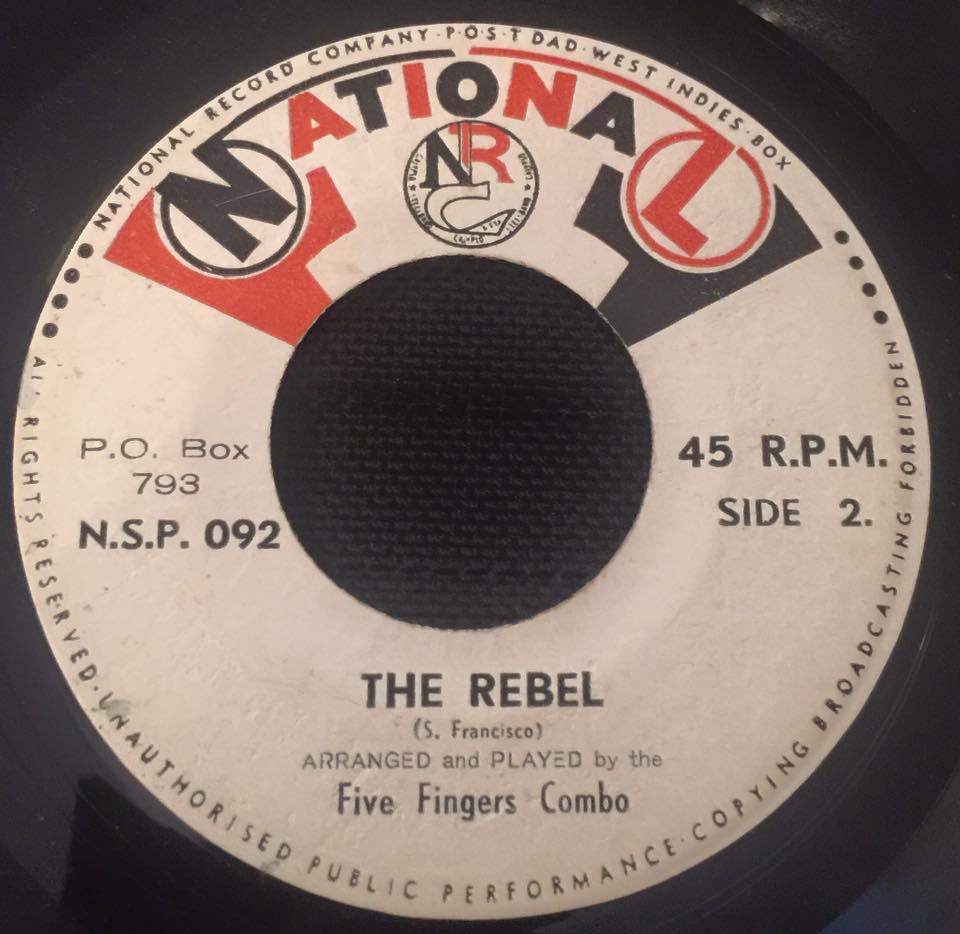 NATIONAL RECORD COMPANY·P·O·S·T DAD·WEST INDIES·BOX
NATIONAL
NRC
P.O. Box
793
N.S.P. 092
45 R.P.M.
SIDE 2.
THE REBEL
(S. Francisco)
ARRANGED and PLAYED by the
Five Fingers Combo
ALL RIGHTS RESERVED·UNAUTHORISED PUBLIC PERFORMANCE·COPYING BROADCASTING FORBIDDEN